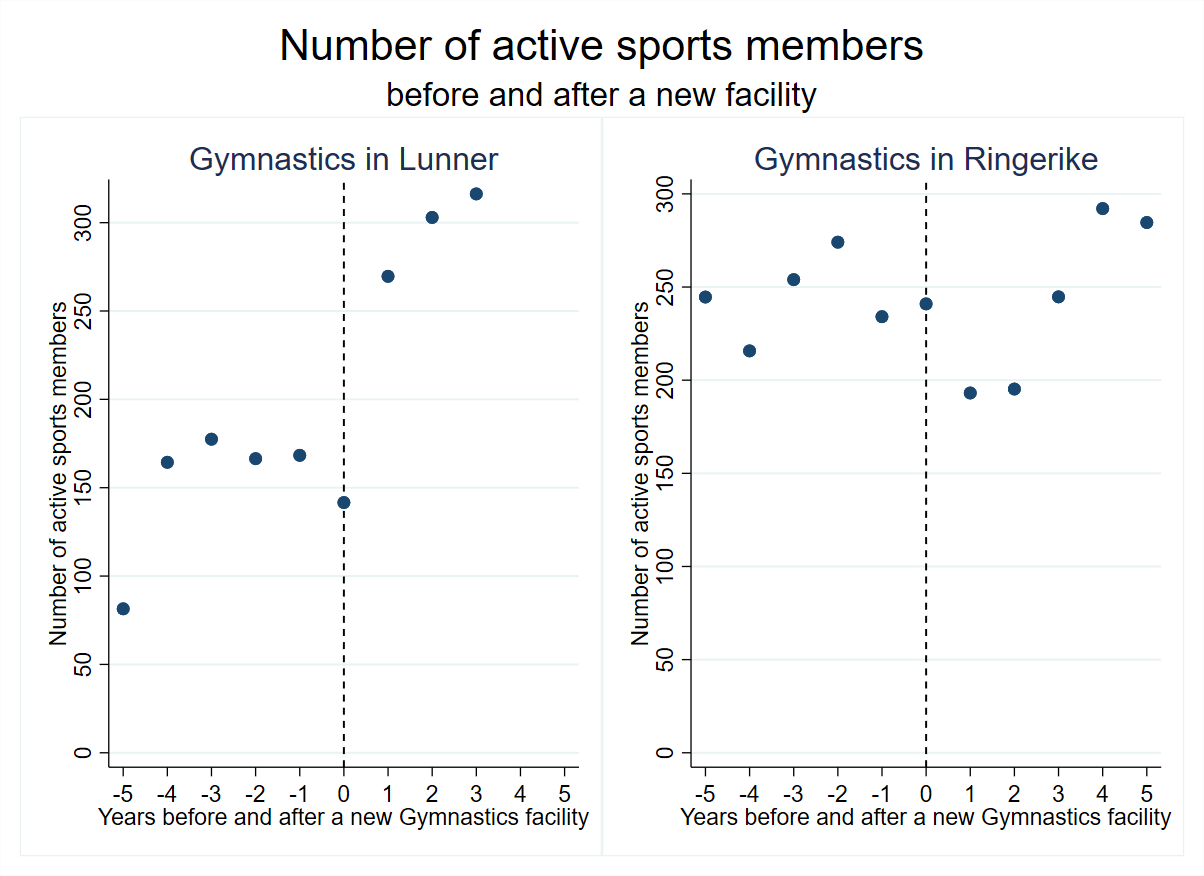 Number of active sports members
before and after a new facility
Gymnastics in Lunner
Number of active sports members
300
250
200
150
100
50
0
-5 -4 -3 -2 -1 0 1 2 3 4 5
Years before and after a new Gymnastics facility
Gymnastics in Ringerike
Number of active sports members
300
250
200
150
100
50
0
-5 -4 -3 -2 -1 0 1 2 3 4 5
Years before and after a new Gymnastics facility